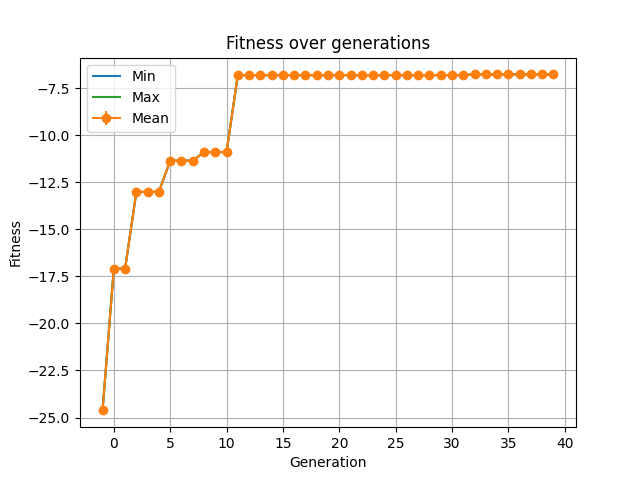 Fitness over generations
Min
Max
Mean
Fitness
−7.5
−10.0
−12.5
−15.0
−17.5
−20.0
−22.5
−25.0
0 5 10 15 20 25 30 35 40
Generation